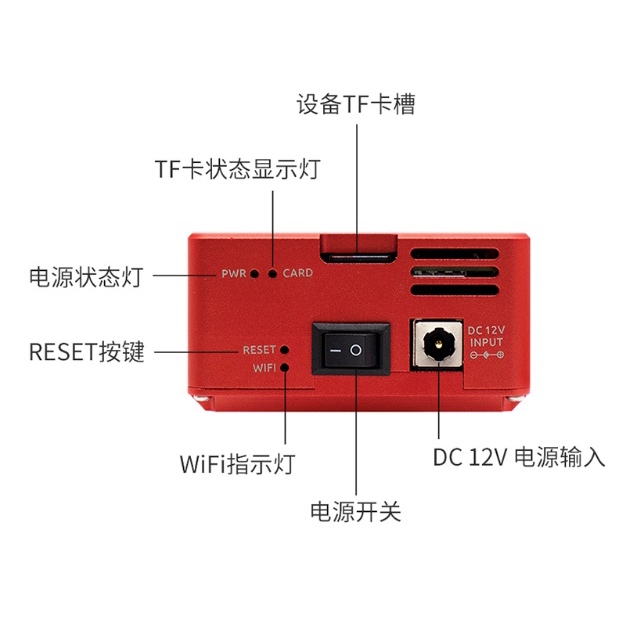 设备TF卡槽
TF卡状态显示灯
电源状态灯
PWR CARD
RESET按键
RESET
WIFI
DC 12V
INPUT
WiFi指示灯
DC 12V 电源输入
电源开关